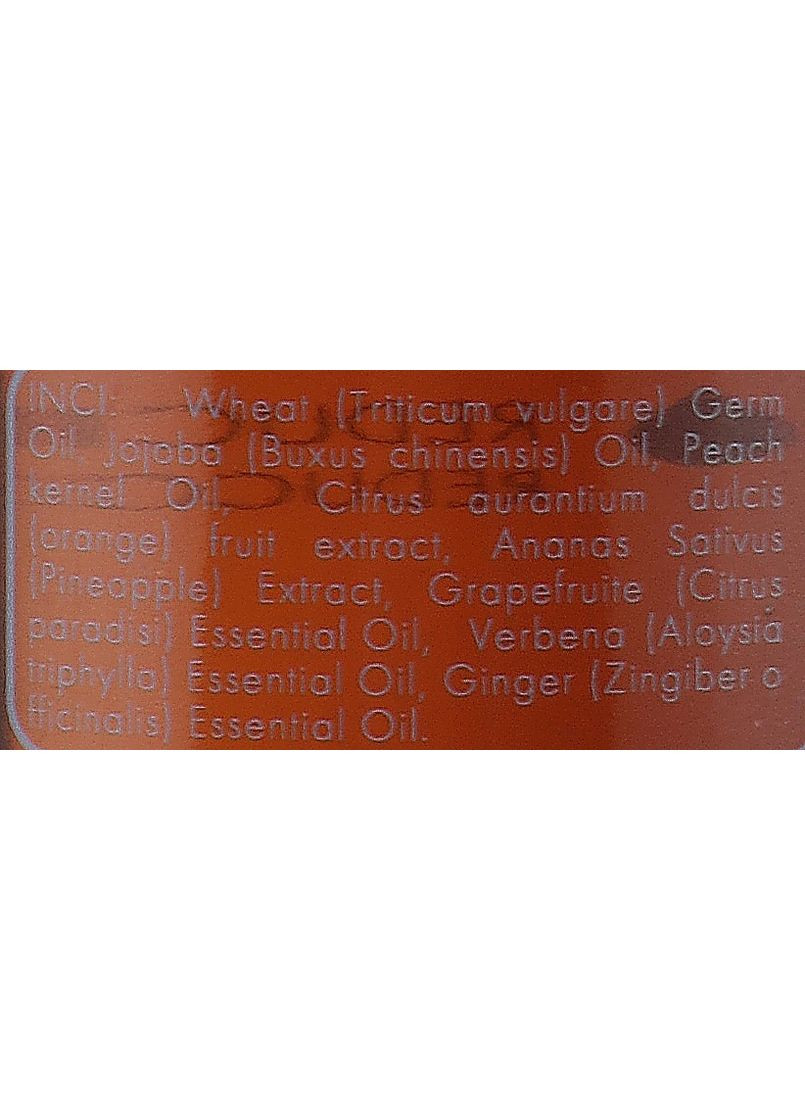 INCI: Wheat (Triticum vulgare) Germ
Oil, Jojoba (Buxus chinensis) Oil, Peach
kernel Oil, Citrus aurantium dulcis
(orange) fruit extract, Ananas Sativus
(Pineapple) Extract, Grapefruite (Citrus
paradisi) Essential Oil, Verbena (Aloysia
triphylla) Essential Oil, Ginger (Zingiber o
fficinalis) Essential Oil.